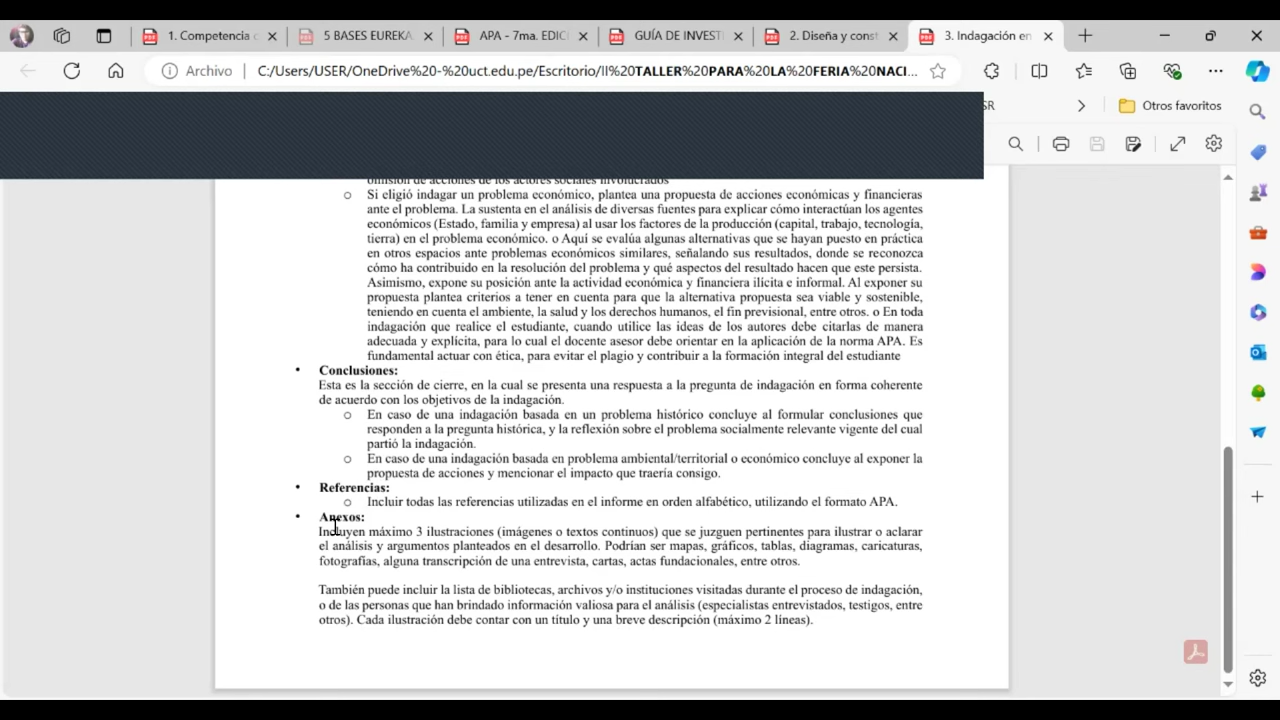 1. Competencia c
5 BASES EUREKA
APA - 7ma. EDICI
GUÍA DE INVEST
2. Diseña y const
3. Indagación en
Archivo
C:/Users/USER/OneDrive%20-%20uct.edu.pe/Escritorio/II%20TALLER%20PARA%20LA%20FERIA%20NACI...
SR
Otros favoritos
omisión de acciones de los actores sociales involucrados
o Si eligió indagar un problema económico, plantea una propuesta de acciones económicas y financieras
ante el problema. La sustenta en el análisis de diversas fuentes para explicar cómo interactúan los agentes
económicos (Estado, familia y empresa) al usar los factores de la producción (capital, trabajo, tecnología,
tierra) en el problema económico. o Aquí se evalúa algunas alternativas que se hayan puesto en práctica
en otros espacios ante problemas económicos similares, señalando sus resultados, donde se reconozca
cómo ha contribuido en la resolución del problema y qué aspectos del resultado hacen que este persista.
Asimismo, expone su posición ante la actividad económica y financiera ilícita e informal. Al exponer su
propuesta plantea criterios a tener en cuenta para que la alternativa propuesta sea viable y sostenible,
teniendo en cuenta el ambiente, la salud y los derechos humanos, el fin previsional, entre otros. o En toda
indagación que realice el estudiante, cuando utilice las ideas de los autores debe citarlas de manera
adecuada y explícita, para lo cual el docente asesor debe orientar en la aplicación de la norma APA. Es
fundamental actuar con ética, para evitar el plagio y contribuir a la formación integral del estudiante
• Conclusiones:
Esta es la sección de cierre, en la cual se presenta una respuesta a la pregunta de indagación en forma coherente
de acuerdo con los objetivos de la indagación.
o En caso de una indagación basada en un problema histórico concluye al formular conclusiones que
responden a la pregunta histórica, y la reflexión sobre el problema socialmente relevante vigente del cual
partió la indagación.
o En caso de una indagación basada en problema ambiental/territorial o económico concluye al exponer la
propuesta de acciones y mencionar el impacto que traería consigo.
• Referencias:
o Incluir todas las referencias utilizadas en el informe en orden alfabético, utilizando el formato APA.
• Anexos:
Incluyen máximo 3 ilustraciones (imágenes o textos continuos) que se juzguen pertinentes para ilustrar o aclarar
el análisis y argumentos planteados en el desarrollo. Podrían ser mapas, gráficos, tablas, diagramas, caricaturas,
fotografías, alguna transcripción de una entrevista, cartas, actas fundacionales, entre otros.
También puede incluir la lista de bibliotecas, archivos y/o instituciones visitadas durante el proceso de indagación,
o de las personas que han brindado información valiosa para el análisis (especialistas entrevistados, testigos, entre
otros). Cada ilustración debe contar con un título y una breve descripción (máximo 2 líneas).